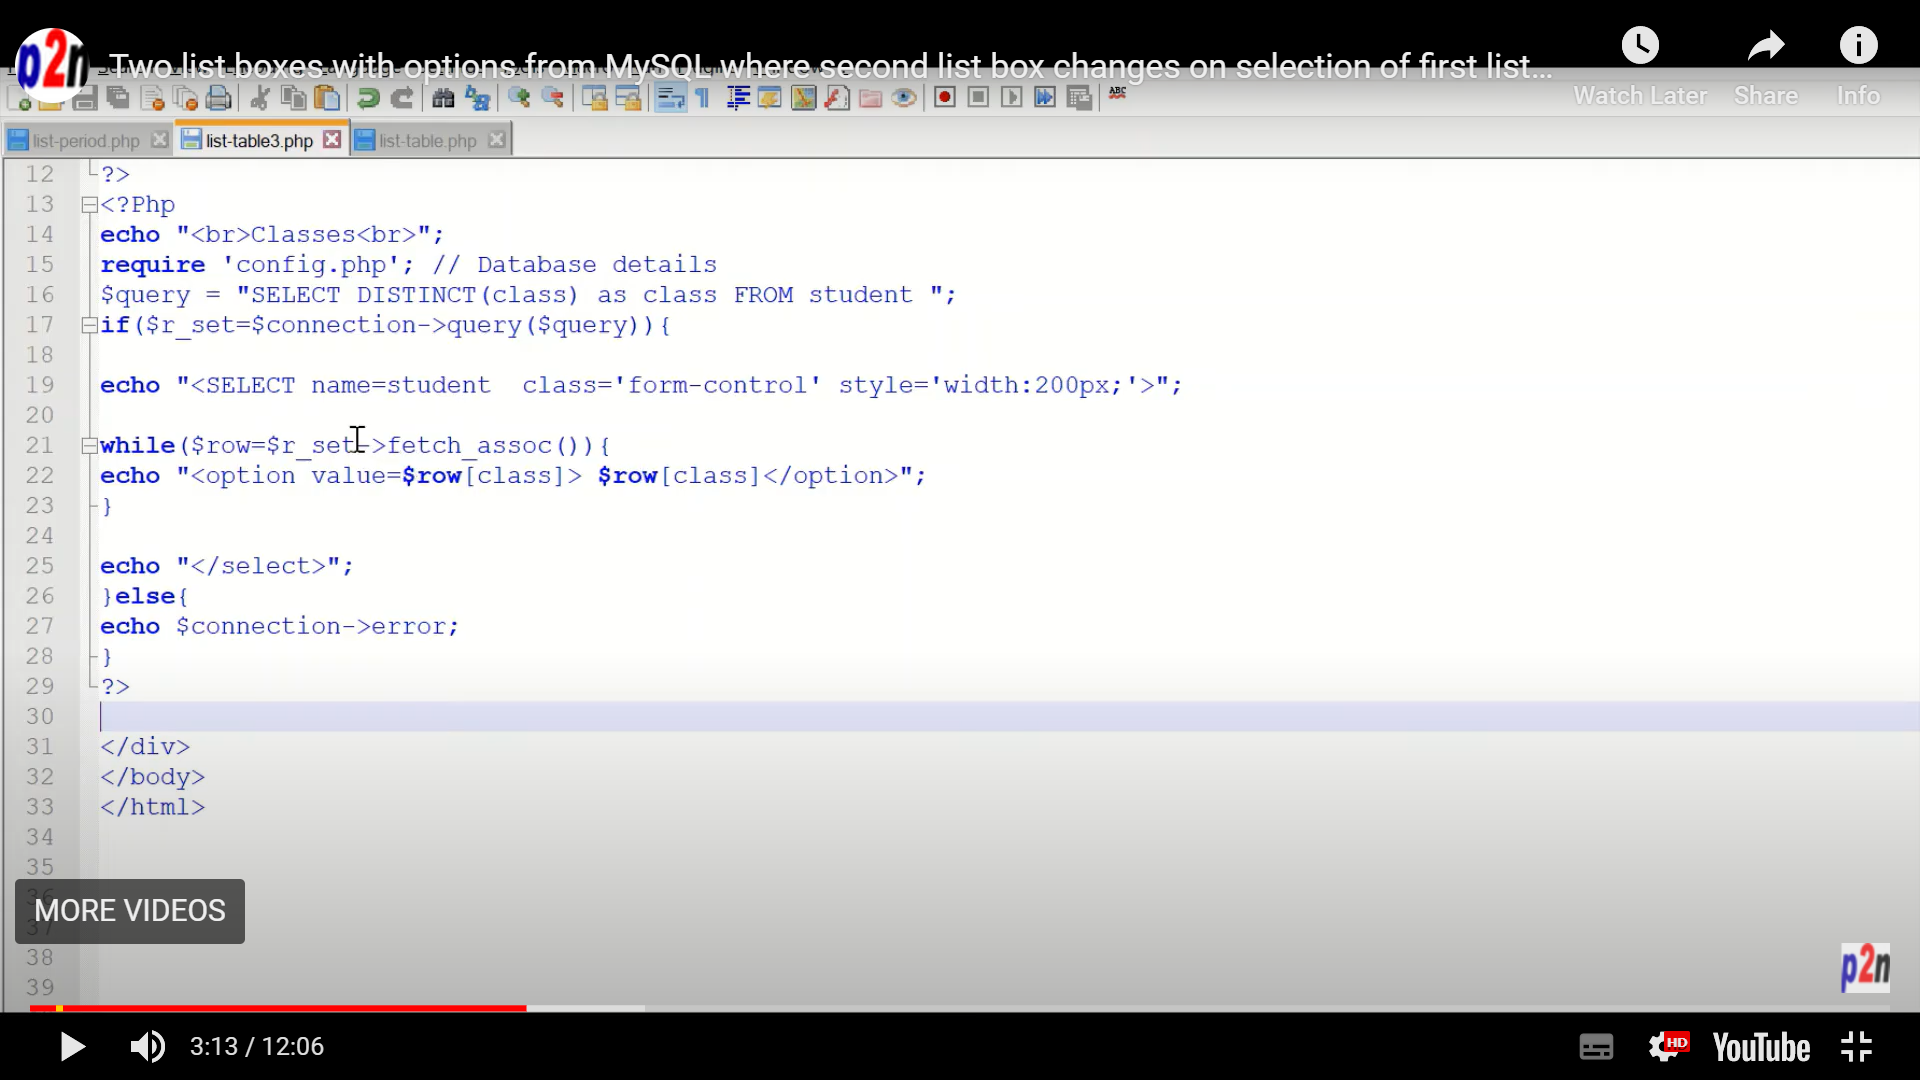 p2n
Two list boxes with options from MySQL where second list box changes on selection of first list...
Watch Later Share Info
ABC
list-period.php list-table3.php list-table.php
12 ?>
13 <?Php
14 echo "<br>Classes<br>";
15 require 'config.php'; // Database details
16 $query = "SELECT DISTINCT(class) as class FROM student ";
17 if($r_set=$connection->query($query)){
18
19 echo "<SELECT name=student  class='form-control' style='width:200px;'>";
20
21 while($row=$r_set->fetch_assoc()){
22 echo "<option value=$row[class]> $row[class]</option>";
23 }
24
25 echo "</select>";
26 }else{
27 echo $connection->error;
28 }
29 ?>
30
31 </div>
32 </body>
33 </html>
34
35
36
MORE VIDEOS
37
38
39
p2n
3:13 / 12:06
HD
YouTube